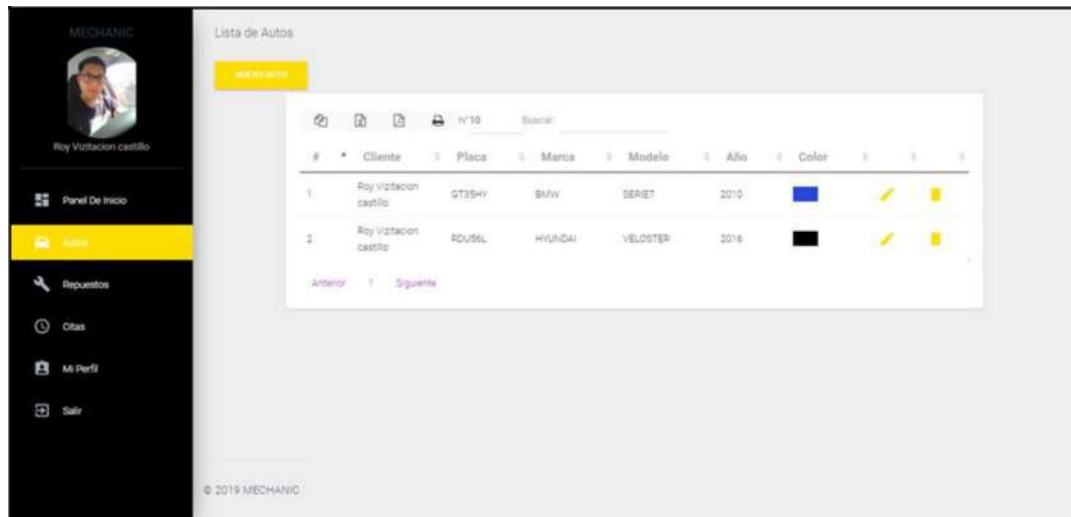 MECHANIC
Roy Vizitacion castillo
Panel De Inicio
Autos
Repuestos
Citas
Mi Perfil
Salir
Lista de Autos
NUEVO AUTO
N°10 Buscar:
# Cliente Placa Marca Modelo Año Color
1 Roy Vizitacion castillo GT35HY BMW SERIE7 2010
2 Roy Vizitacion castillo RDU56L HYUNDAI VELOSTER 2016
Anterior 1 Siguiente
© 2019 MECHANIC